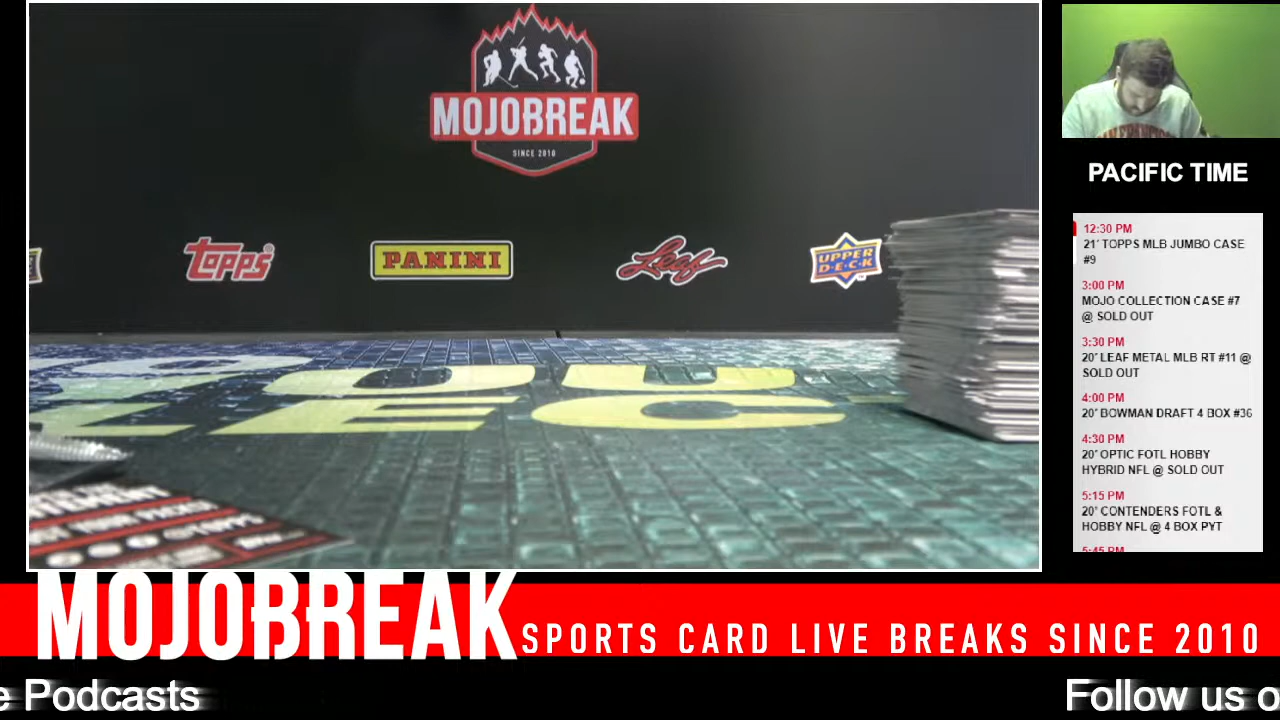 MOJOBREAK
SINCE 2010
Topps
PANINI
Leaf
UPPER
D·E·C·K
PACIFIC TIME
12:30 PM
21' TOPPS MLB JUMBO CASE
#9
3:00 PM
MOJO COLLECTION CASE #7
@ SOLD OUT
3:30 PM
20' LEAF METAL MLB RT #11 @
SOLD OUT
4:00 PM
20' BOWMAN DRAFT 4 BOX #36
4:30 PM
20' OPTIC FOTL HOBBY
HYBRID NFL @ SOLD OUT
5:15 PM
20' CONTENDERS FOTL &
HOBBY NFL @ 4 BOX PYT
5:45 PM
MOJOBREAK
SPORTS CARD LIVE BREAKS SINCE 2010
e Podcasts
Follow us o